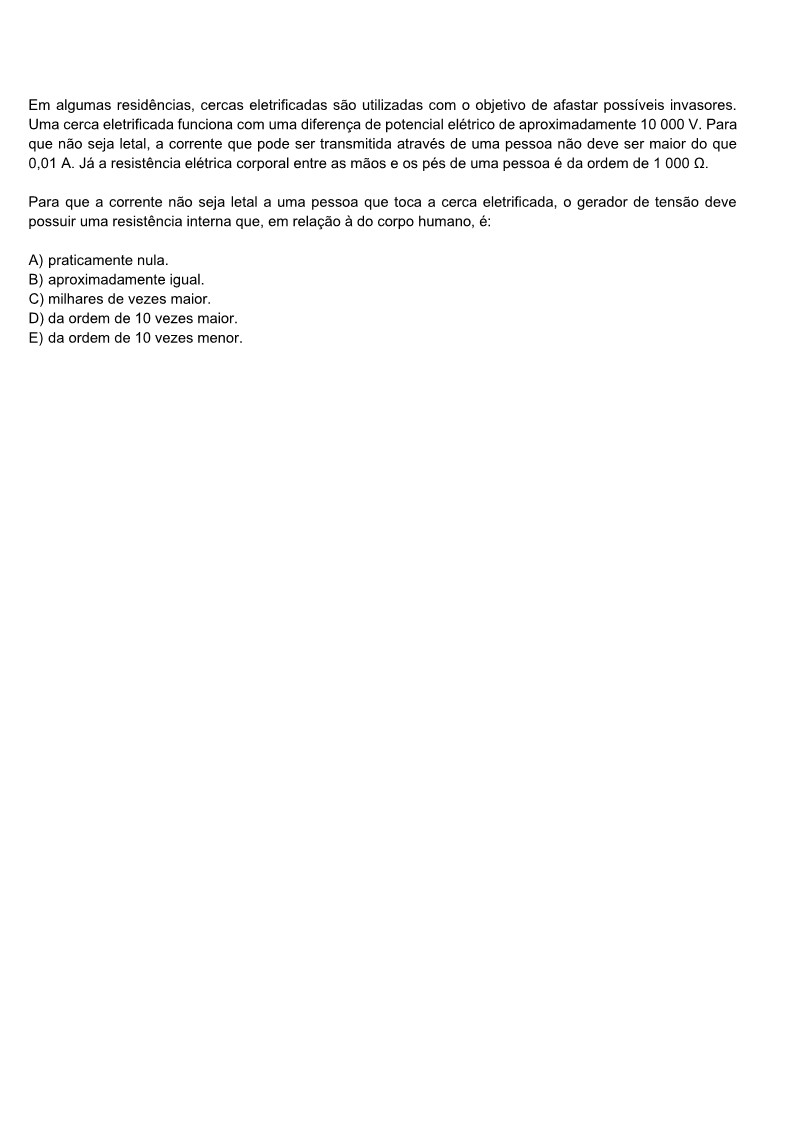 Em algumas residências, cercas eletrificadas são utilizadas com o objetivo de afastar possíveis invasores.
Uma cerca eletrificada funciona com uma diferença de potencial elétrico de aproximadamente 10 000 V. Para
que não seja letal, a corrente que pode ser transmitida através de uma pessoa não deve ser maior do que
0,01 A. Já a resistência elétrica corporal entre as mãos e os pés de uma pessoa é da ordem de 1 000 Ω.
Para que a corrente não seja letal a uma pessoa que toca a cerca eletrificada, o gerador de tensão deve
possuir uma resistência interna que, em relação à do corpo humano, é:
A) praticamente nula.
B) aproximadamente igual.
C) milhares de vezes maior.
D) da ordem de 10 vezes maior.
E) da ordem de 10 vezes menor.